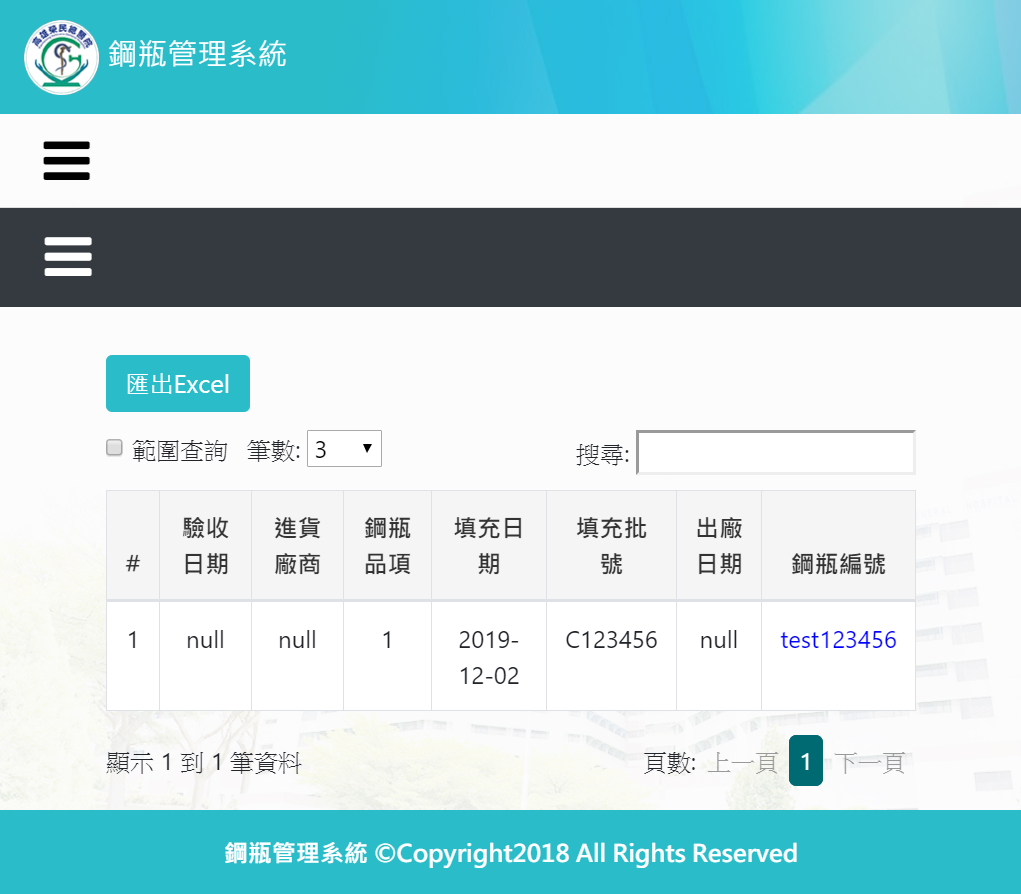 高雄榮民總醫院
鋼瓶管理系統
匯出Excel
範圍查詢 筆數: 3 搜尋:
# 驗收日期 進貨廠商 鋼瓶品項 填充日期 填充批號 出廠日期 鋼瓶編號
1 null null 1 2019-12-02 C123456 null test123456
顯示 1 到 1 筆資料 頁數: 上一頁 1 下一頁
鋼瓶管理系統 ©Copyright2018 All Rights Reserved